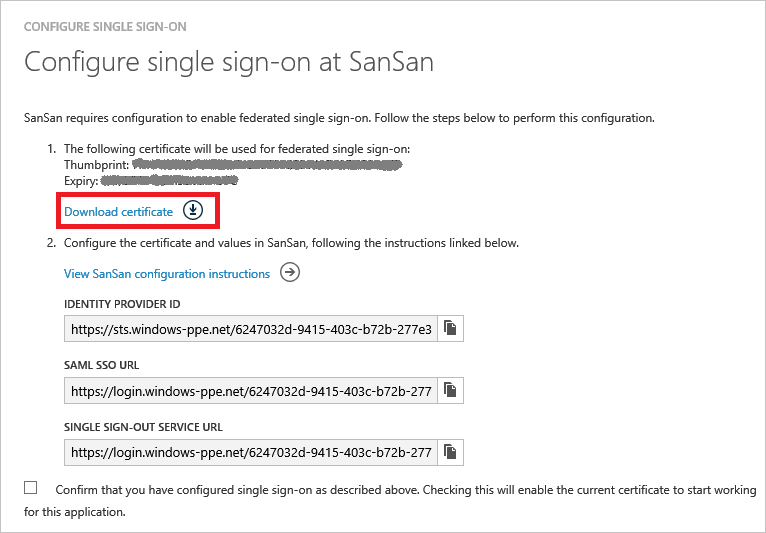 CONFIGURE SINGLE SIGN-ON
Configure single sign-on at SanSan
SanSan requires configuration to enable federated single sign-on. Follow the steps below to perform this configuration.
1. The following certificate will be used for federated single sign-on:
Thumbprint:
Expiry:
Download certificate
2. Configure the certificate and values in SanSan, following the instructions linked below.
View SanSan configuration instructions
IDENTITY PROVIDER ID
https://sts.windows-ppe.net/6247032d-9415-403c-b72b-277e3
SAML SSO URL
https://login.windows-ppe.net/6247032d-9415-403c-b72b-277
SINGLE SIGN-OUT SERVICE URL
https://login.windows-ppe.net/6247032d-9415-403c-b72b-277
Confirm that you have configured single sign-on as described above. Checking this will enable the current certificate to start working
for this application.